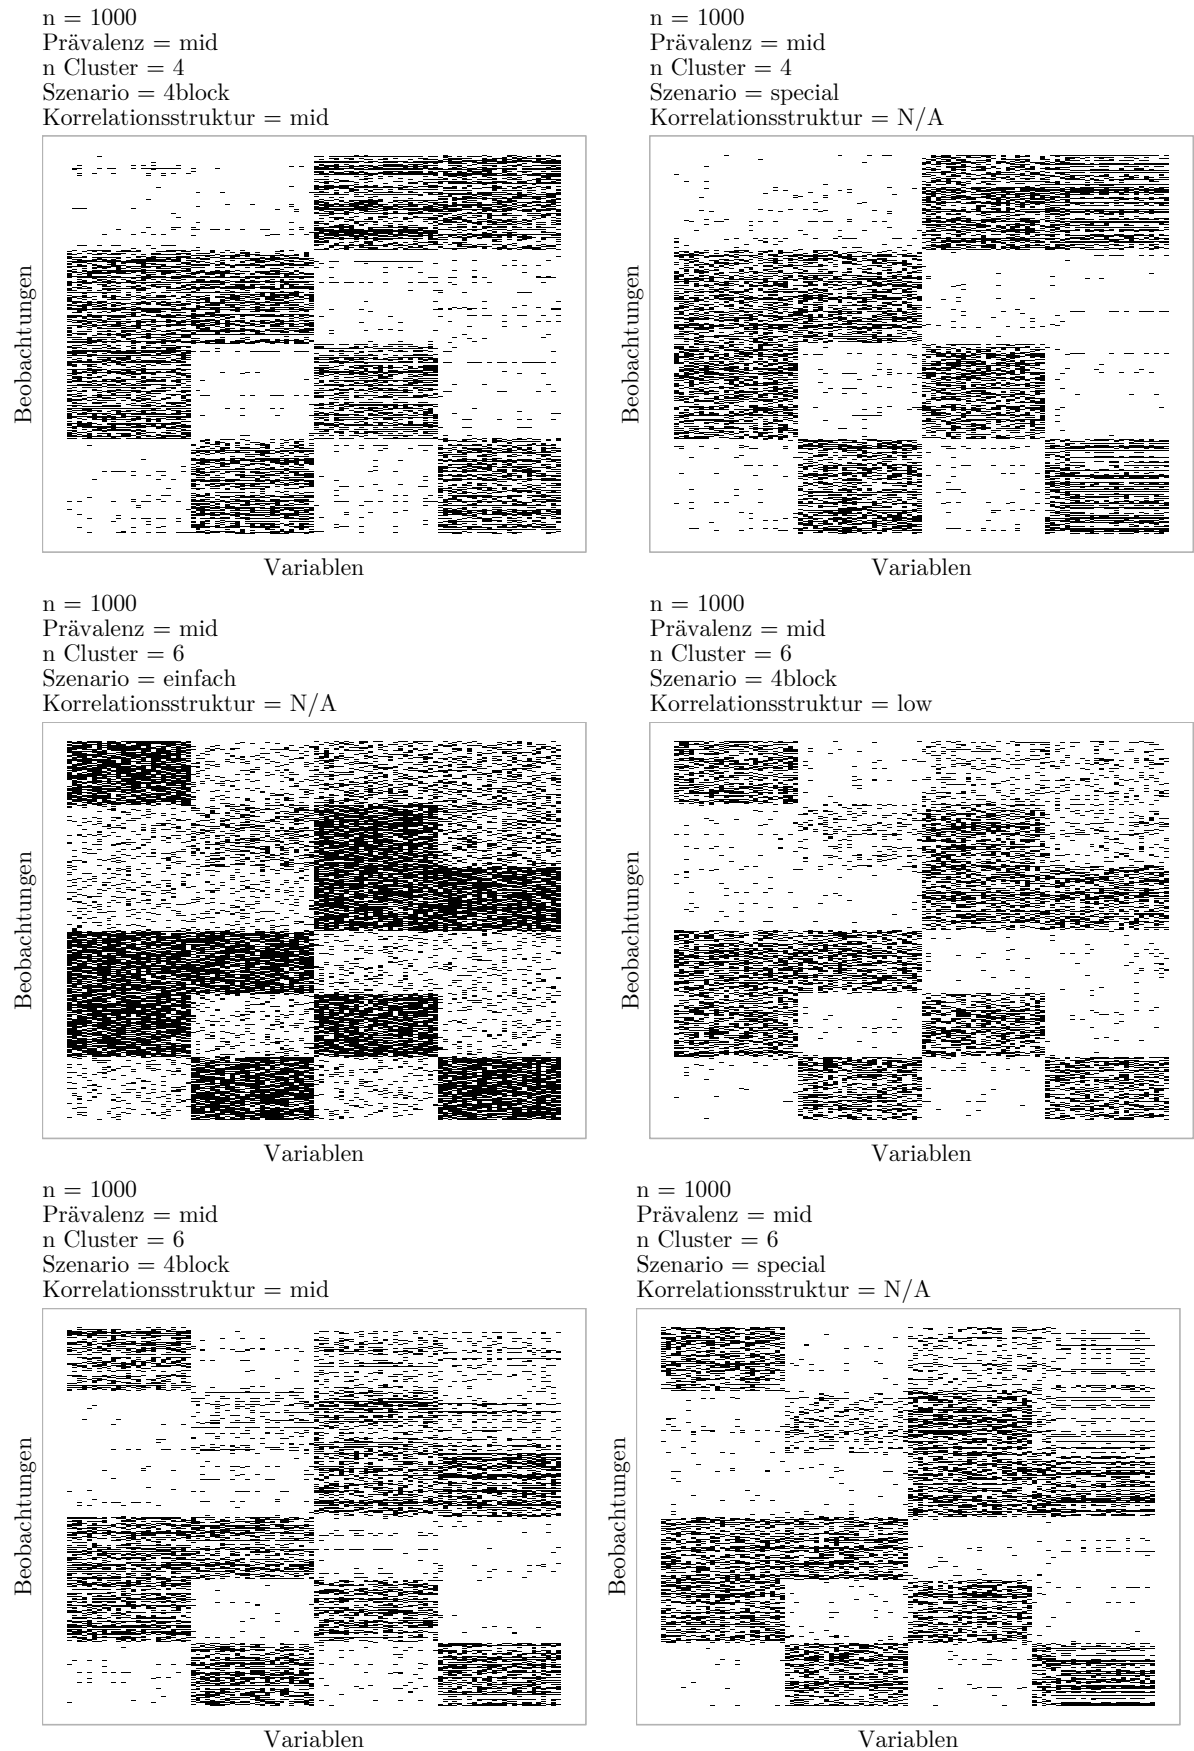 n = 1000
Prävalenz = mid
n Cluster = 4
Szenario = 4block
Korrelationsstruktur = mid
Beobachtungen
Variablen
n = 1000
Prävalenz = mid
n Cluster = 4
Szenario = special
Korrelationsstruktur = N/A
Beobachtungen
Variablen
n = 1000
Prävalenz = mid
n Cluster = 6
Szenario = einfach
Korrelationsstruktur = N/A
Beobachtungen
Variablen
n = 1000
Prävalenz = mid
n Cluster = 6
Szenario = 4block
Korrelationsstruktur = low
Beobachtungen
Variablen
n = 1000
Prävalenz = mid
n Cluster = 6
Szenario = 4block
Korrelationsstruktur = mid
Beobachtungen
Variablen
n = 1000
Prävalenz = mid
n Cluster = 6
Szenario = special
Korrelationsstruktur = N/A
Beobachtungen
Variablen